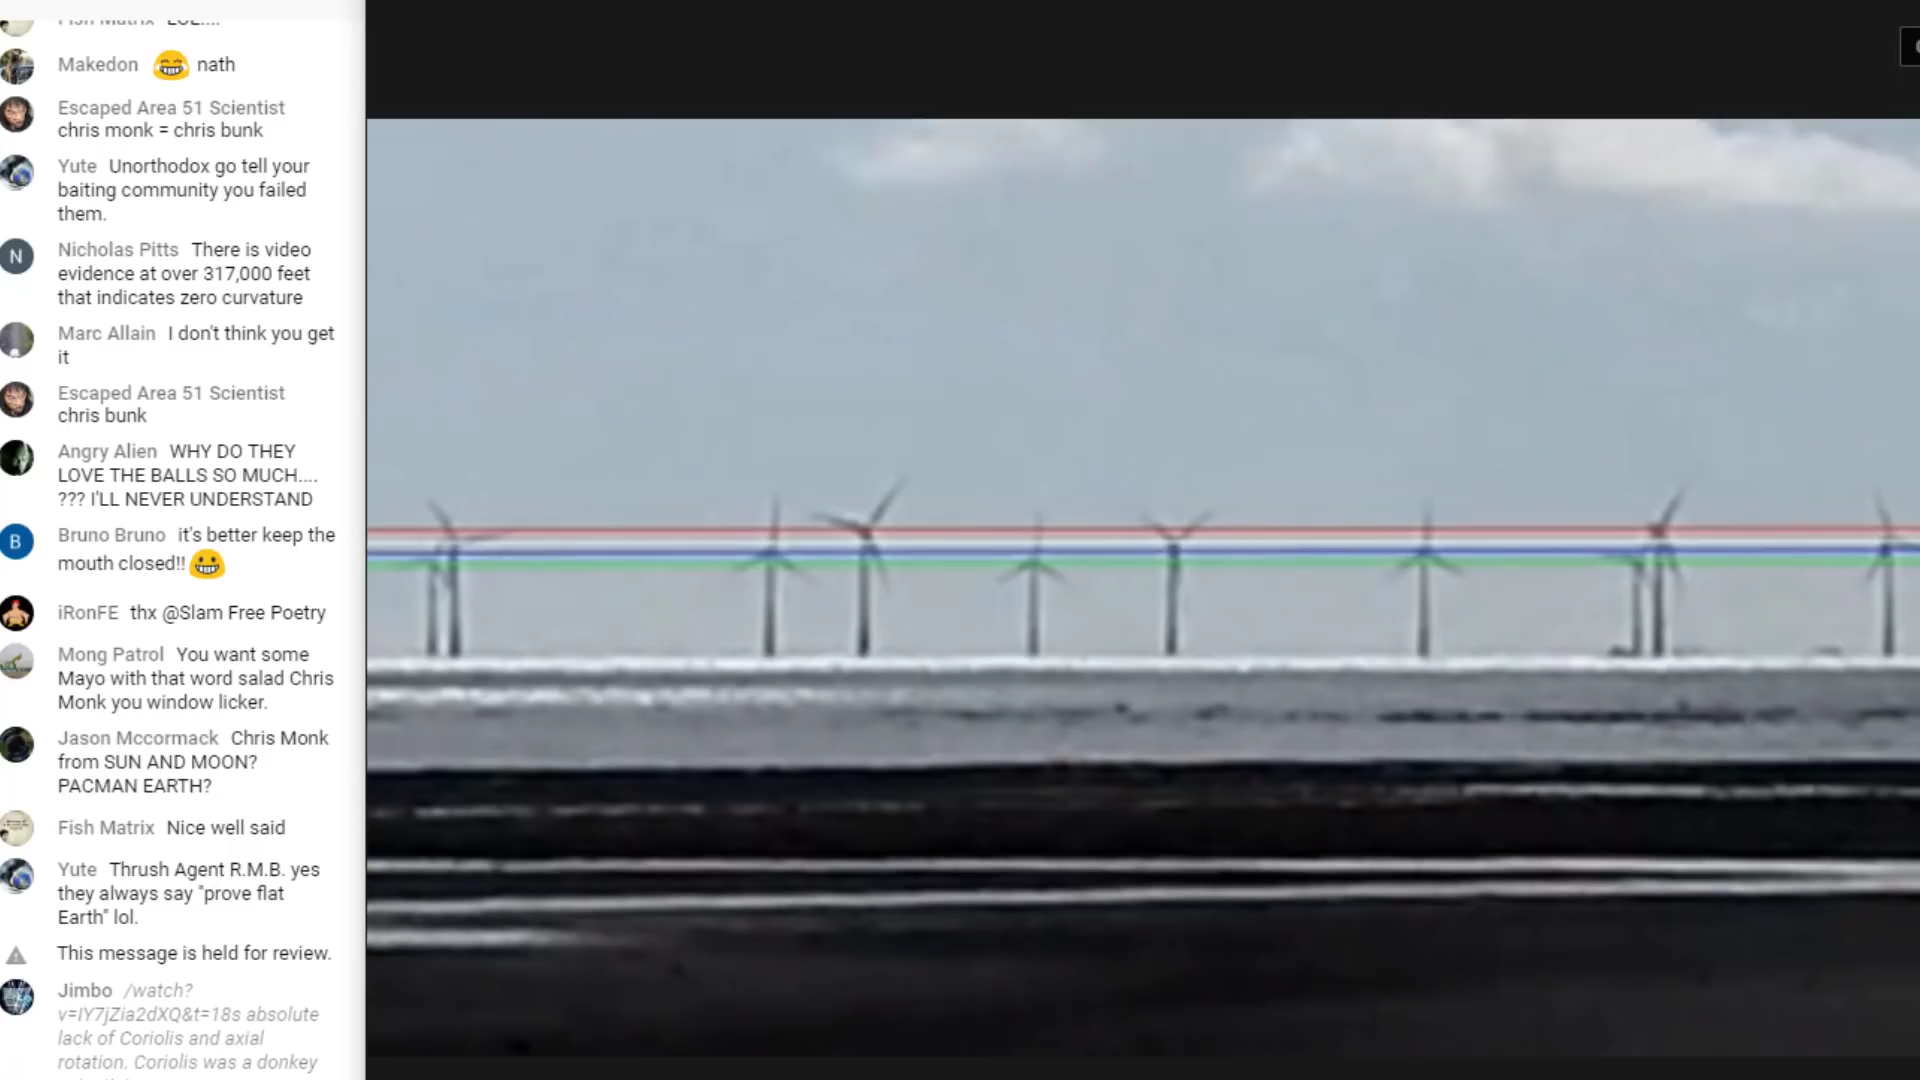 Fish Matrix LOL....
Makedon nath
Escaped Area 51 Scientist
chris monk = chris bunk
Yute Unorthodox go tell your
baiting community you failed
them.
N
Nicholas Pitts There is video
evidence at over 317,000 feet
that indicates zero curvature
Marc Allain I don't think you get
it
Escaped Area 51 Scientist
chris bunk
Angry Alien WHY DO THEY
LOVE THE BALLS SO MUCH....
??? I'LL NEVER UNDERSTAND
B
Bruno Bruno it's better keep the
mouth closed!!
iRonFE thx @Slam Free Poetry
Mong Patrol You want some
Mayo with that word salad Chris
Monk you window licker.
Jason Mccormack Chris Monk
from SUN AND MOON?
PACMAN EARTH?
Fish Matrix Nice well said
Yute Thrush Agent R.M.B. yes
they always say "prove flat
Earth" lol.
This message is held for review.
Jimbo /watch?
v=IY7jZia2dXQ&t=18s absolute
lack of Coriolis and axial
rotation. Coriolis was a donkey